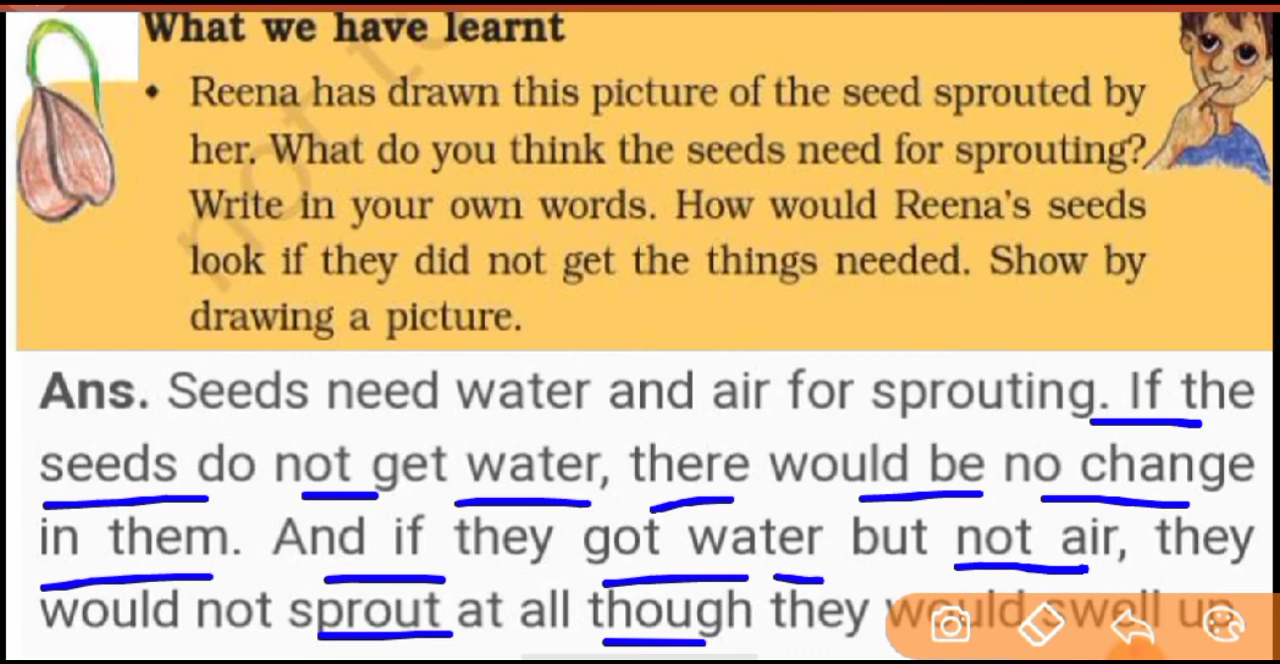 What we have learnt
• Reena has drawn this picture of the seed sprouted by
her. What do you think the seeds need for sprouting?
Write in your own words. How would Reena's seeds
look if they did not get the things needed. Show by
drawing a picture.
Ans. Seeds need water and air for sprouting. If the
seeds do not get water, there would be no change
in them. And if they got water but not air, they
would not sprout at all though they would swell up.